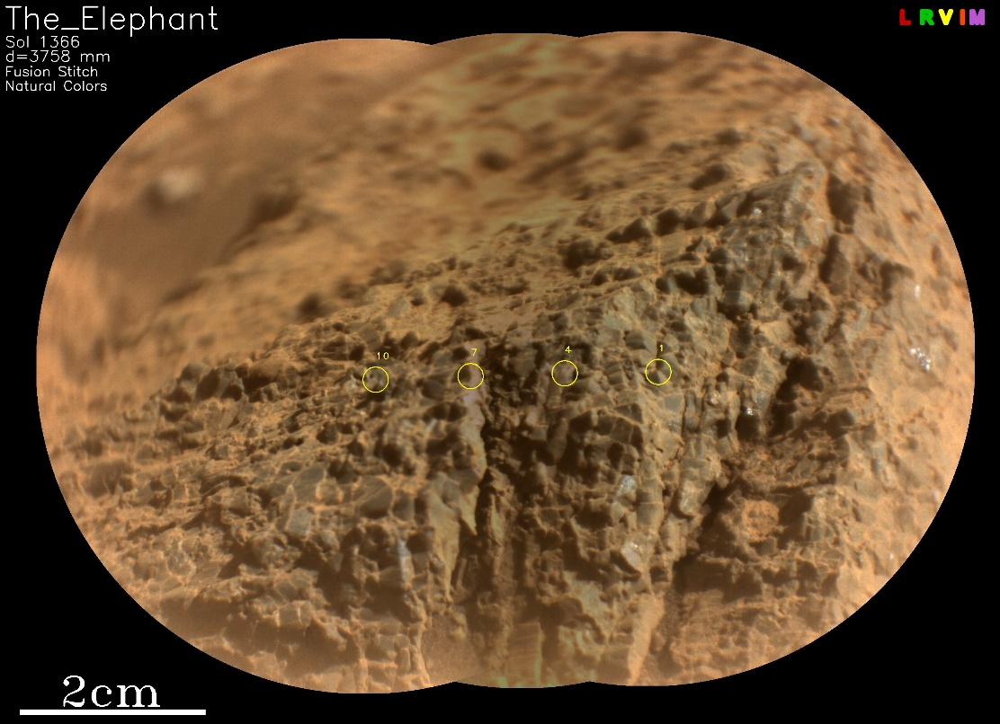 The_Elephant
Sol 1366
d=3758 mm
Fusion Stitch
Natural Colors
LRVIM
10 7 4 1
2cm